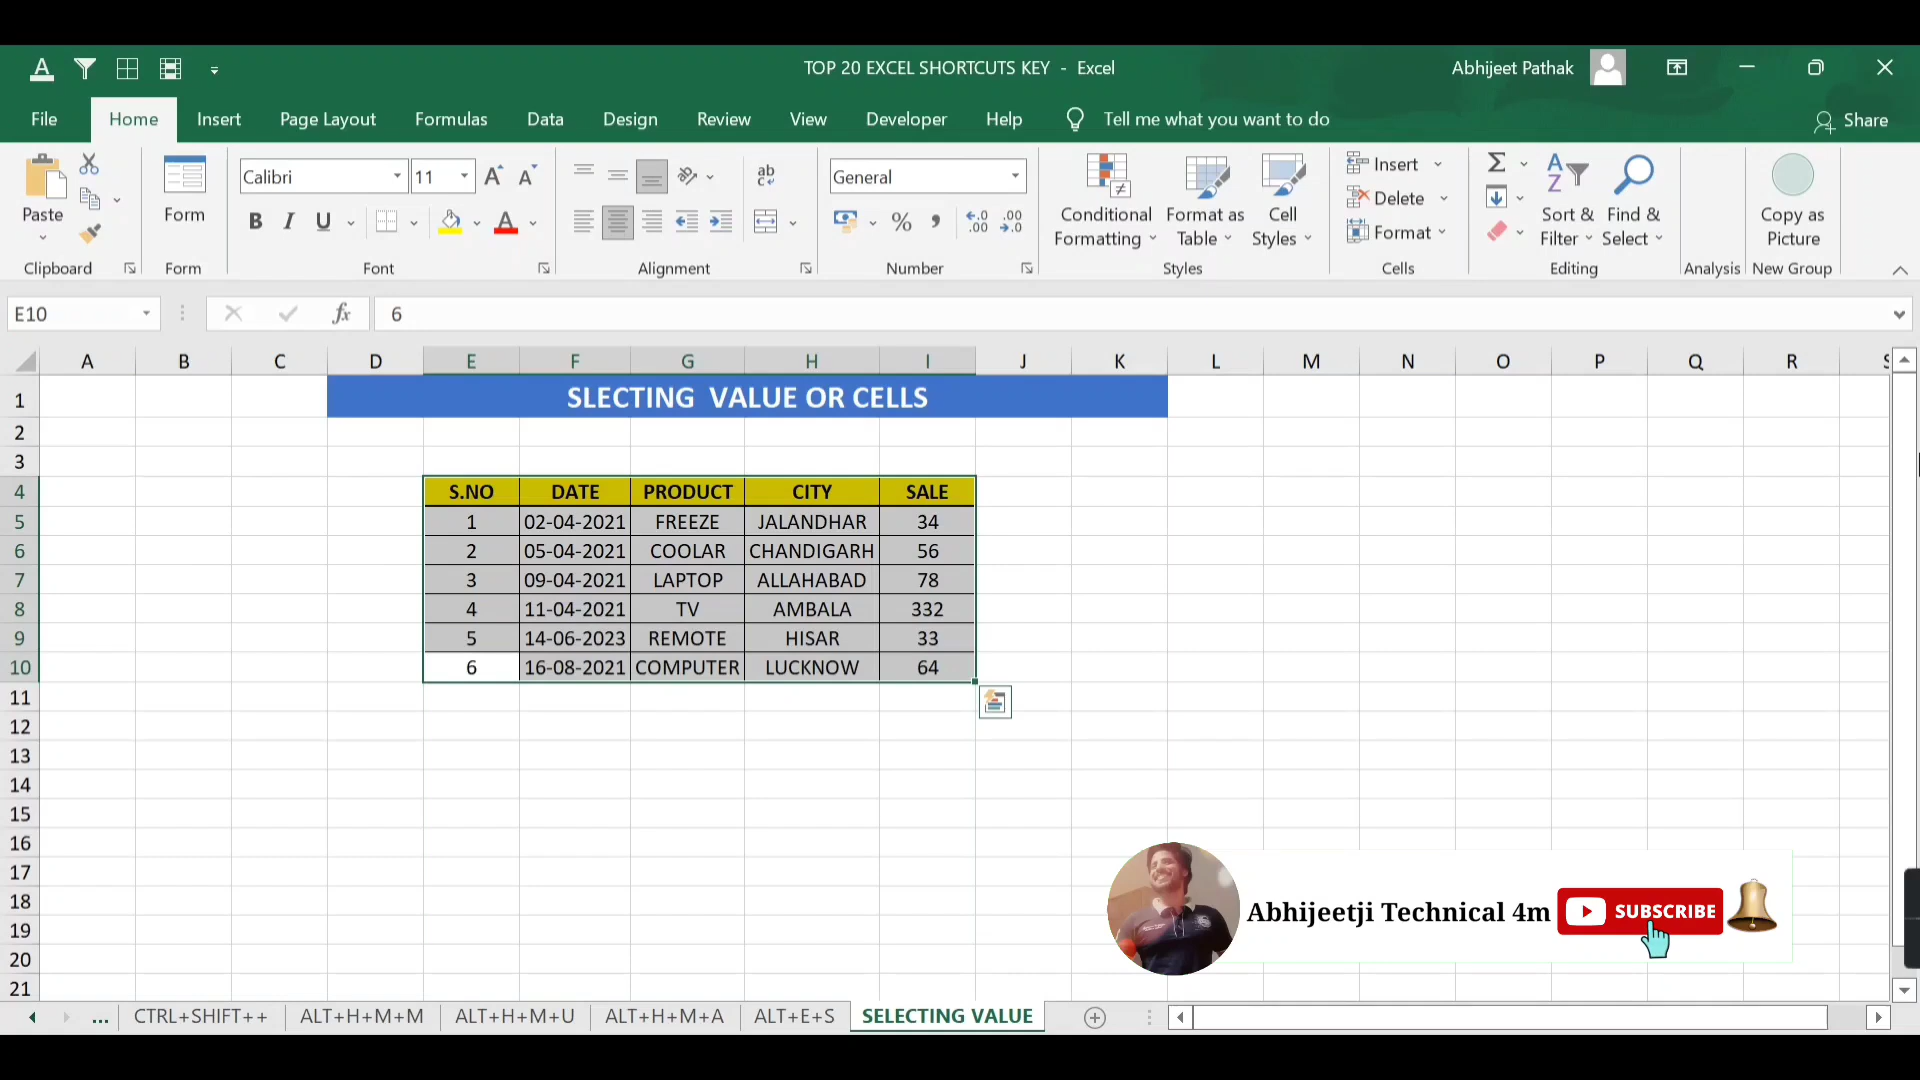 TOP 20 EXCEL SHORTCUTS KEY - Excel
Abhijeet Pathak
File Home Insert Page Layout Formulas Data Design Review View Developer Help Tell me what you want to do Share
Paste
Clipboard
Form
Form
Calibri 11
B I U A
Font
ab
Alignment
General
% , .0 .00 .00 .0
Number
Conditional Formatting
Format as Table
Cell Styles
Styles
Insert
Delete
Format
Cells
Σ
Sort & Filter
Find & Select
Editing
Analysis
Copy as Picture
New Group
E10 fx 6
A B C D E F G H I J K L M N O P Q R S
1 SLECTING VALUE OR CELLS
2
3
4 S.NO DATE PRODUCT CITY SALE
5 1 02-04-2021 FREEZE JALANDHAR 34
6 2 05-04-2021 COOLAR CHANDIGARH 56
7 3 09-04-2021 LAPTOP ALLAHABAD 78
8 4 11-04-2021 TV AMBALA 332
9 5 14-06-2023 REMOTE HISAR 33
10 6 16-08-2021 COMPUTER LUCKNOW 64
11
12
13
14
15
16
17
18
19
20
21
Abhijeetji Technical 4m SUBSCRIBE
... CTRL+SHIFT++ ALT+H+M+M ALT+H+M+U ALT+H+M+A ALT+E+S SELECTING VALUE